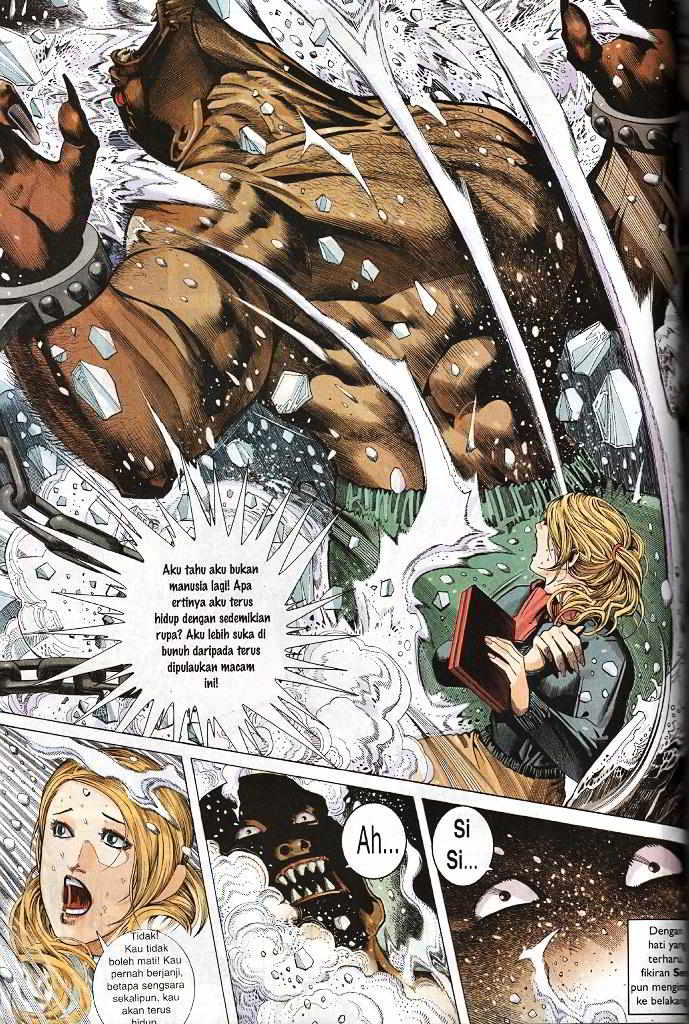 Aku tahu aku bukan
manusia lagi! Apa
ertinya aku terus
hidup dengan sedemiklan
rupa? Aku lebih suka di
bunuh daripada terus
dipulaukan macam
ini!
Tidak!
Kau tidak
boleh mati! Kau
pernah berjanji,
betapa sengsara
sekalipun, kau
akan terus
hidup
Ah...
Si
Si...
Dengan
hati yang
terharu,
fikiran
pun
ke belakang